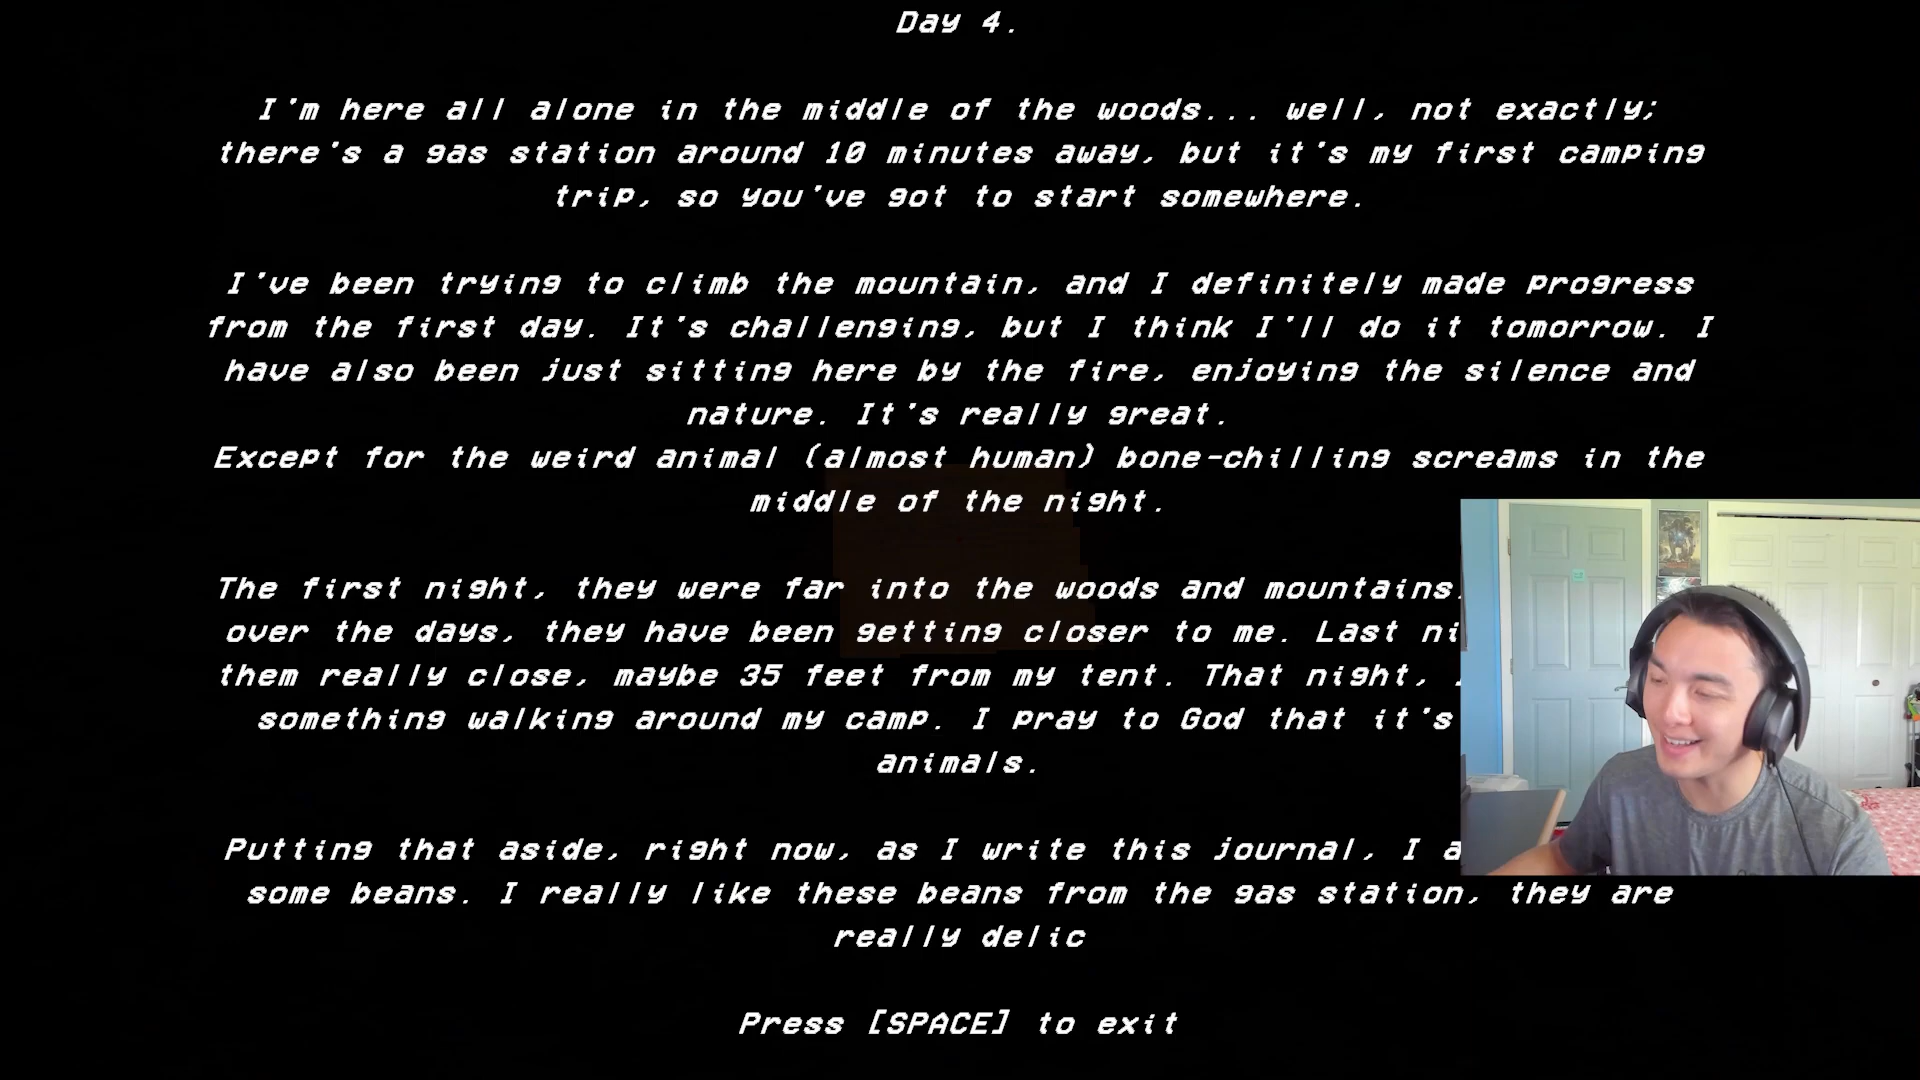 Day 4.
I'm here all alone in the middle of the woods... well, not exactly;
there's a gas station around 10 minutes away, but it's my first camping
trip, so you've got to start somewhere.
I've been trying to climb the mountain, and I definitely made progress
from the first day. It's challenging, but I think I'll do it tomorrow. I
have also been just sitting here by the fire, enjoying the silence and
nature. It's really great.
Except for the weird animal (almost human) bone-chilling screams in the
middle of the night.
The first night, they were far into the woods and mountains.
over the days, they have been getting closer to me. Last ni
them really close, maybe 35 feet from my tent. That night,
something walking around my camp. I pray to God that it's
animals.
Putting that aside, right now, as I write this journal, I a
some beans. I really like these beans from the gas station, they are
really delic
Press [SPACE] to exit